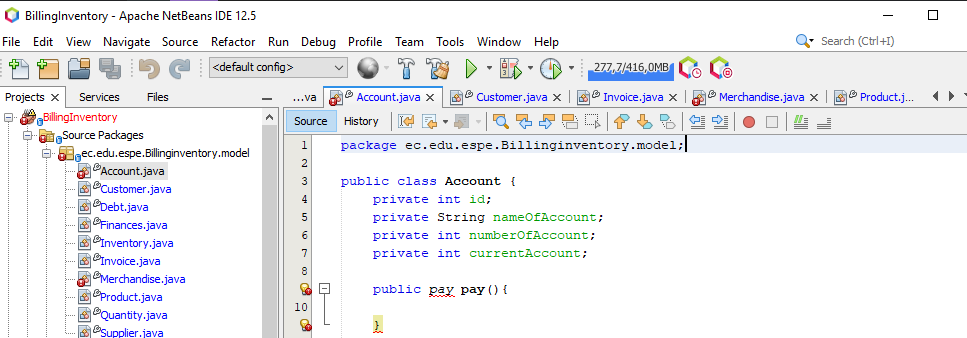 BillingInventory - Apache NetBeans IDE 12.5
File Edit View Navigate Source Refactor Run Debug Profile Team Tools Window Help
Search (Ctrl+I)
<default config>
277,7/416,0MB
Projects Services Files
...va Account.java Customer.java Invoice.java Merchandise.java Product.j...
Source History
BillingInventory
Source Packages
ec.edu.espe.Billinginventory.model
Account.java
Customer.java
Debt.java
Finances.java
Inventory.java
Invoice.java
Merchandise.java
Product.java
Quantity.java
Supplier.java
1 package ec.edu.espe.Billinginventory.model;
2
3 public class Account {
4 private int id;
5 private String nameOfAccount;
6 private int numberOfAccount;
7 private int currentAccount;
8
public pay pay(){
10
}